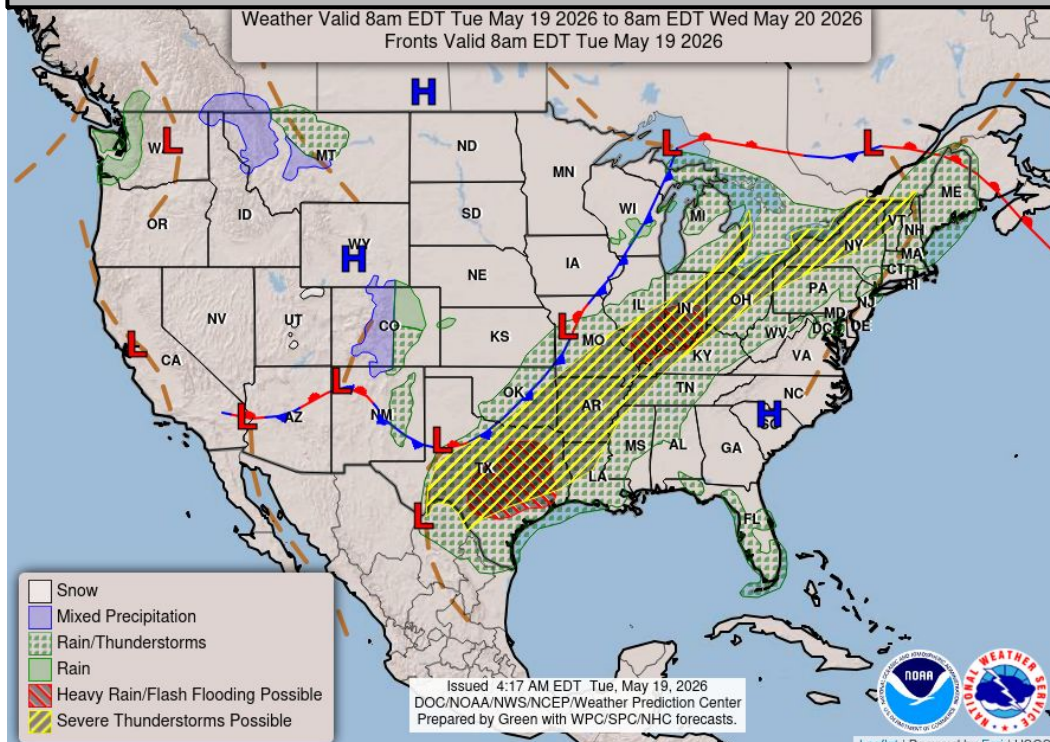 Weather Valid 8am EDT Tue May 19 2026 to 8am EDT Wed May 20 2026
Fronts Valid 8am EDT Tue May 19 2026
H
L
L
L
W
MT
ND
MN
ME
OR
ID
SD
WI
MI
VT
NH
NY
MA
WY
H
CT
RI
NE
IA
PA
NJ
IL
IN
OH
MD
DE
DC
L
NV
UT
CO
KS
L
MO
WV
VA
CA
KY
L
OK
TN
NC
L
AZ
NM
AR
H
SC
L
TX
MS
AL
GA
LA
L
FL
Snow
Mixed Precipitation
Rain/Thunderstorms
Rain
Heavy Rain/Flash Flooding Possible
Severe Thunderstorms Possible
Issued 4:17 AM EDT Tue, May 19, 2026
DOC/NOAA/NWS/NCEP/Weather Prediction Center
Prepared by Green with WPC/SPC/NHC forecasts.
NOAA
NATIONAL WEATHER SERVICE